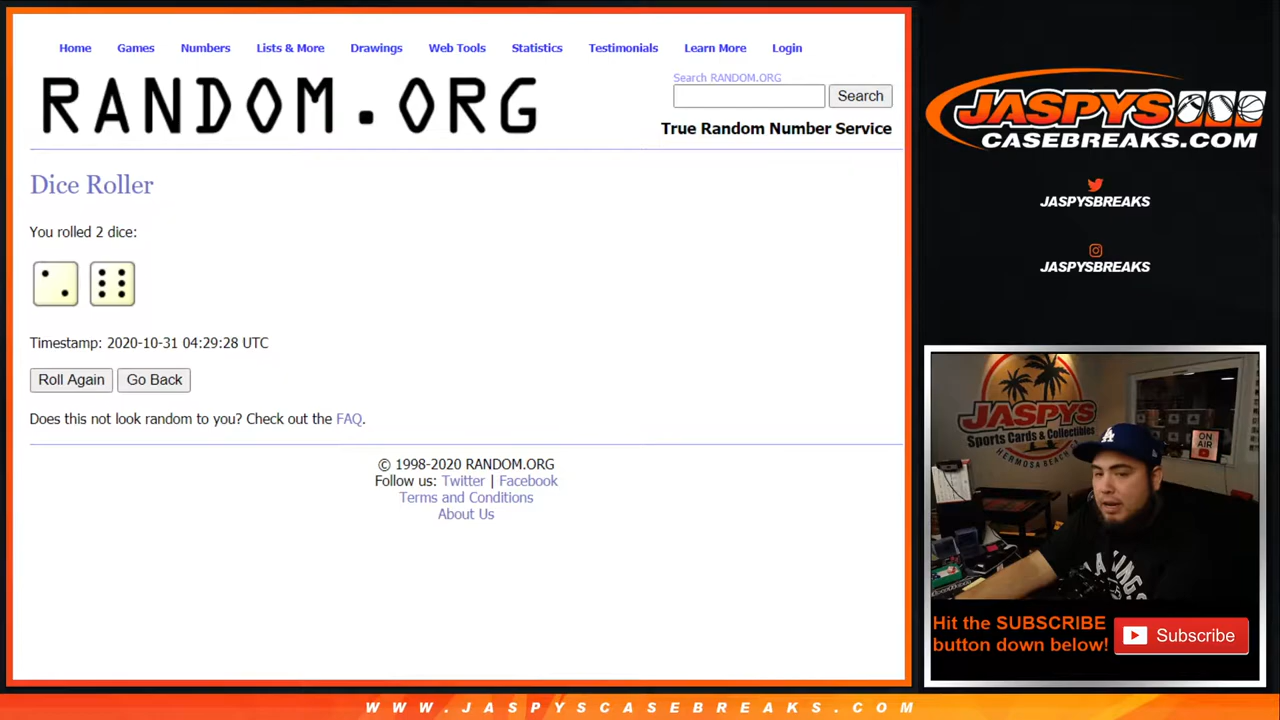 Home Games Numbers Lists & More Drawings Web Tools Statistics Testimonials Learn More Login
RANDOM.ORG
Search RANDOM.ORG
Search
True Random Number Service
Dice Roller
You rolled 2 dice:
Timestamp: 2020-10-31 04:29:28 UTC
Roll Again Go Back
Does this not look random to you? Check out the FAQ.
© 1998-2020 RANDOM.ORG
Follow us: Twitter | Facebook
Terms and Conditions
About Us
JASPYS
CASEBREAKS.COM
JASPYSBREAKS
JASPYSBREAKS
JASPYS
Sports Cards & Collectibles
HERMOSA BEACH
ON
AIR
LA
KINGS
Hit the SUBSCRIBE
button down below!
Subscribe
WWW.JASPYSCASEBREAKS.COM